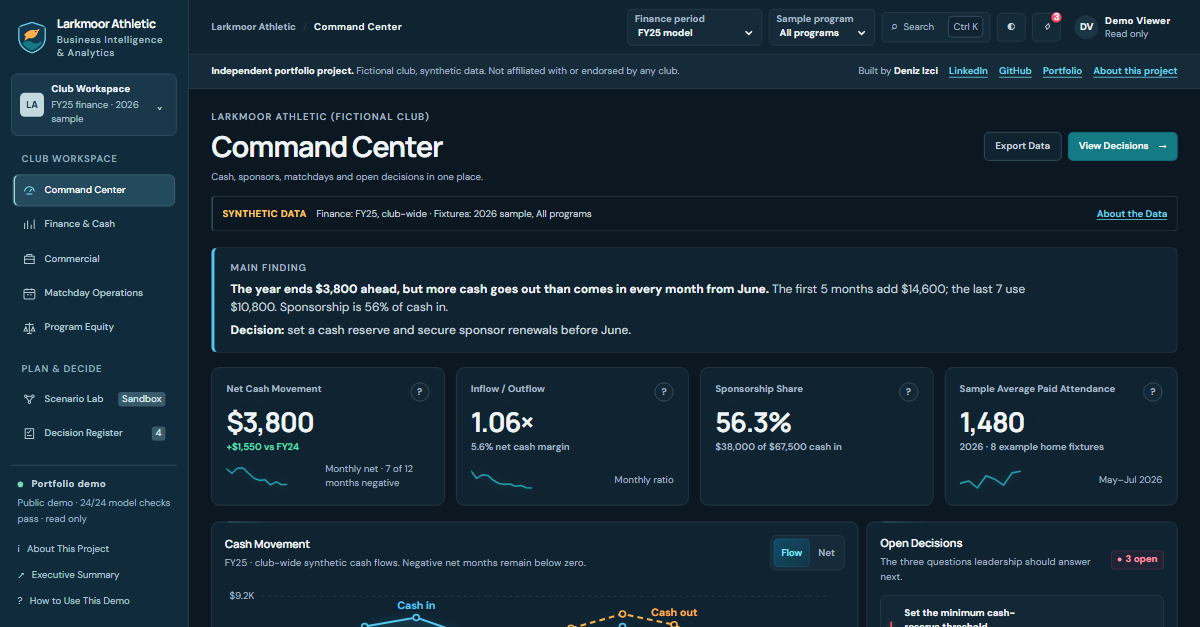 Larkmoor Athletic
Business Intelligence
& Analytics
LA
Club Workspace
FY25 finance · 2026
sample
CLUB WORKSPACE
Command Center
Finance & Cash
Commercial
Matchday Operations
Program Equity
PLAN & DECIDE
Scenario Lab
Sandbox
Decision Register
4
Portfolio demo
Public demo · 24/24 model checks
pass · read only
i About This Project
↗ Executive Summary
? How to Use This Demo
Larkmoor Athletic / Command Center
Finance period
FY25 model
Sample program
All programs
Search
Ctrl K
3
DV
Demo Viewer
Read only
Independent portfolio project. Fictional club, synthetic data. Not affiliated with or endorsed by any club.
Built by Deniz Izci LinkedIn GitHub Portfolio About this project
LARKMOOR ATHLETIC (FICTIONAL CLUB)
Command Center
Cash, sponsors, matchdays and open decisions in one place.
Export Data
View Decisions →
SYNTHETIC DATA Finance: FY25, club-wide · Fixtures: 2026 sample, All programs
About the Data
MAIN FINDING
The year ends $3,800 ahead, but more cash goes out than comes in every month from June. The first 5 months add $14,600; the last 7 use
$10,800. Sponsorship is 56% of cash in.
Decision: set a cash reserve and secure sponsor renewals before June.
Net Cash Movement
?
$3,800
+$1,550 vs FY24
Monthly net · 7 of 12
months negative
Inflow / Outflow
?
1.06×
5.6% net cash margin
Monthly ratio
Sponsorship Share
?
56.3%
$38,000 of $67,500 cash in
Sample Average Paid Attendance
?
1,480
2026 · 8 example home fixtures
May–Jul 2026
Cash Movement
FY25 · club-wide synthetic cash flows. Negative net months remain below zero.
Flow
Net
$9.2K
Cash in
Cash out
Open Decisions
The three questions leadership should answer
next.
3 open
Set the minimum cash-
reserve threshold